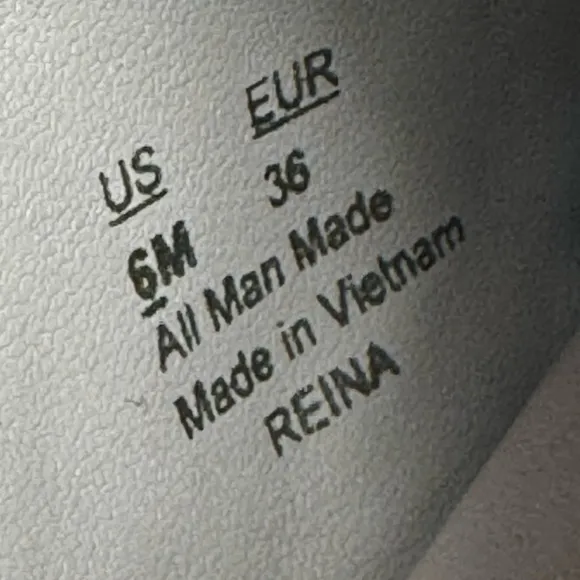 US EUR
6M 36
All Man Made
Made in Vietnam
REINA